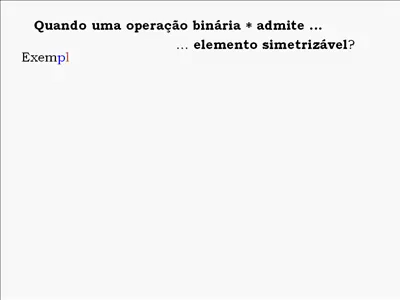 Quando uma operação binária * admite ...
... elemento simetrizável?
Exempl